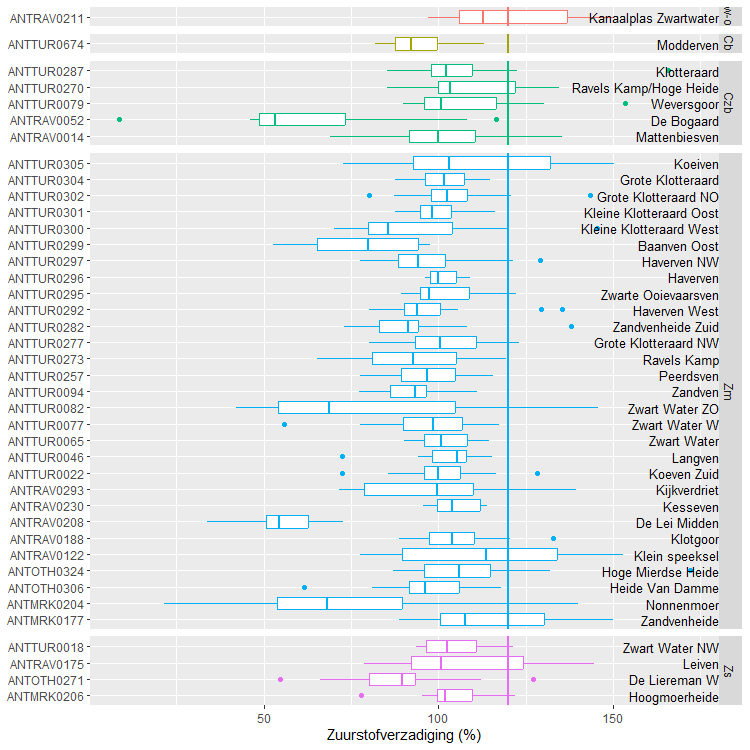 ANTRAV0211 Kanaalplas Zwartwater
ANTTUR0674 Modderven Cb
ANTTUR0287 Klotteraard
ANTTUR0270 Ravels Kamp/Hoge Heide
ANTTUR0079 Weversgoor Czb
ANTRAV0052 De Bogaard
ANTRAV0014 Mattenbiesven
ANTTUR0305 Koeiven
ANTTUR0304 Grote Klotteraard
ANTTUR0302 Grote Klotteraard NO
ANTTUR0301 Kleine Klotteraard Oost
ANTTUR0300 Kleine Klotteraard West
ANTTUR0299 Baanven Oost
ANTTUR0297 Haverven NW
ANTTUR0296 Haverven
ANTTUR0295 Zwarte Ooievaarsven
ANTTUR0292 Haverven West
ANTTUR0282 Zandvenheide Zuid
ANTTUR0277 Grote Klotteraard NW
ANTTUR0273 Ravels Kamp
ANTTUR0257 Peerdsven
ANTTUR0094 Zandven Zm
ANTTUR0082 Zwart Water ZO
ANTTUR0077 Zwart Water W
ANTTUR0065 Zwart Water
ANTTUR0046 Langven
ANTTUR0022 Koeven Zuid
ANTRAV0293 Kijkverdriet
ANTRAV0230 Kesseven
ANTRAV0208 De Lei Midden
ANTRAV0188 Klotgoor
ANTRAV0122 Klein speeksel
ANTOTH0324 Hoge Mierdse Heide
ANTOTH0306 Heide Van Damme
ANTMRK0204 Nonnenmoer
ANTMRK0177 Zandvenheide
ANTTUR0018 Zwart Water NW
ANTRAV0175 Leiven Zs
ANTOTH0271 De Liereman W
ANTMRK0206 Hoogmoerheide
50 100 150
Zuurstofverzadiging (%)